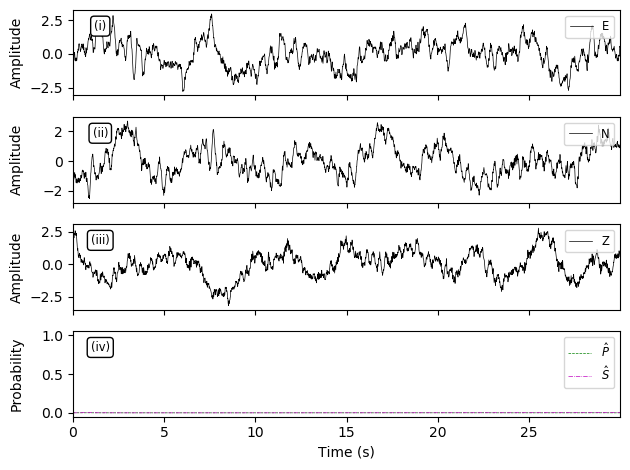 Amplitude
2.5
0.0
−2.5
(i)
E
Amplitude
2
0
−2
(ii)
N
Amplitude
2.5
0.0
−2.5
(iii)
Z
Probability
1.0
0.5
0.0
(iv)
P̂
Ŝ
0 5 10 15 20 25
Time (s)